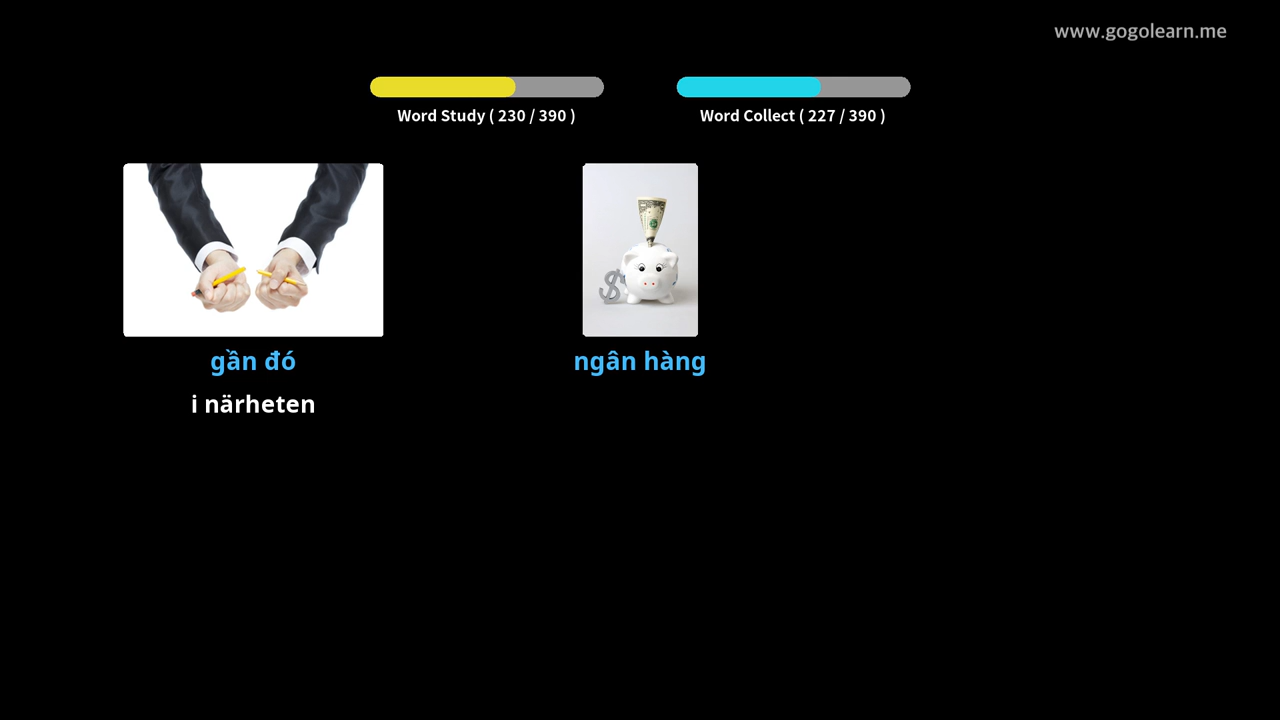 www.gogolearn.me
Word Study ( 230 / 390 )
Word Collect ( 227 / 390 )
gần đó
ngân hàng
i närheten